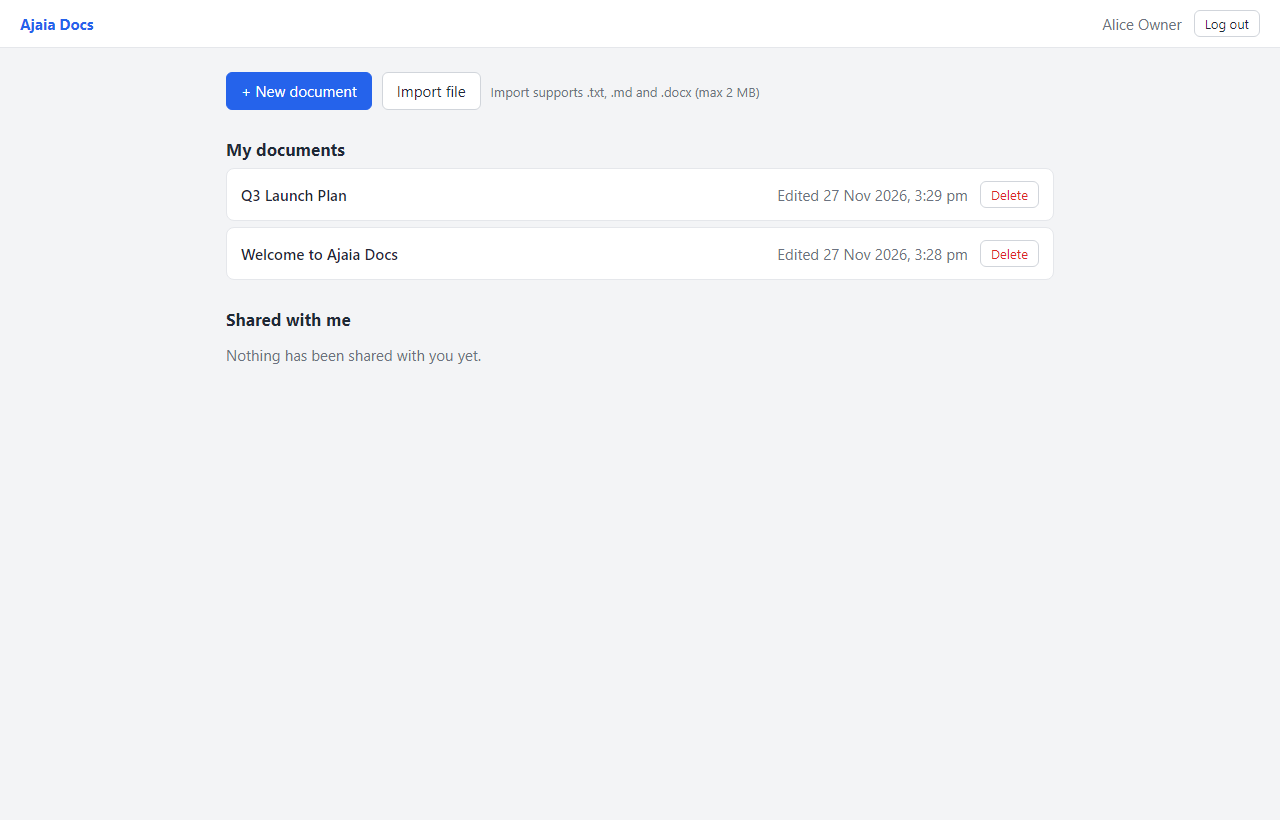 Ajaia Docs
Alice Owner
Log out
+ New document
Import file
Import supports .txt, .md and .docx (max 2 MB)
My documents
Q3 Launch Plan
Edited 27 Nov 2026, 3:29 pm
Delete
Welcome to Ajaia Docs
Edited 27 Nov 2026, 3:28 pm
Delete
Shared with me
Nothing has been shared with you yet.